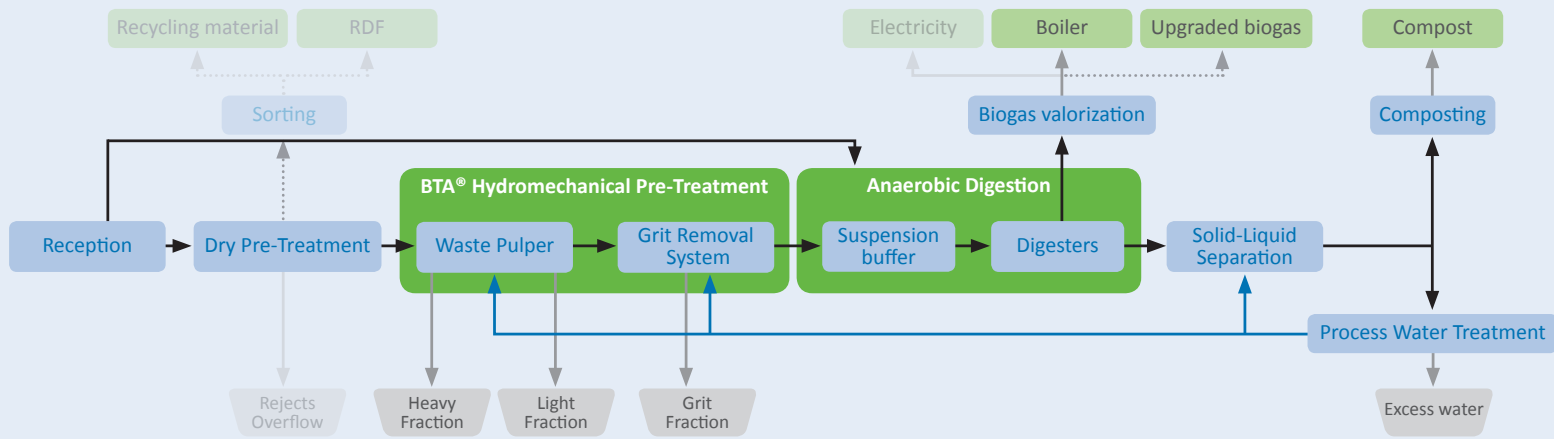 Recycling material
RDF
Electricity
Boiler
Upgraded biogas
Compost
Sorting
Biogas valorization
Composting
BTA® Hydromechanical Pre-Treatment
Anaerobic Digestion
Reception
Dry Pre-Treatment
Waste Pulper
Grit Removal
System
Suspension
buffer
Digesters
Solid-Liquid
Separation
Process Water Treatment
Rejects
Overflow
Heavy
Fraction
Light
Fraction
Grit
Fraction
Excess water